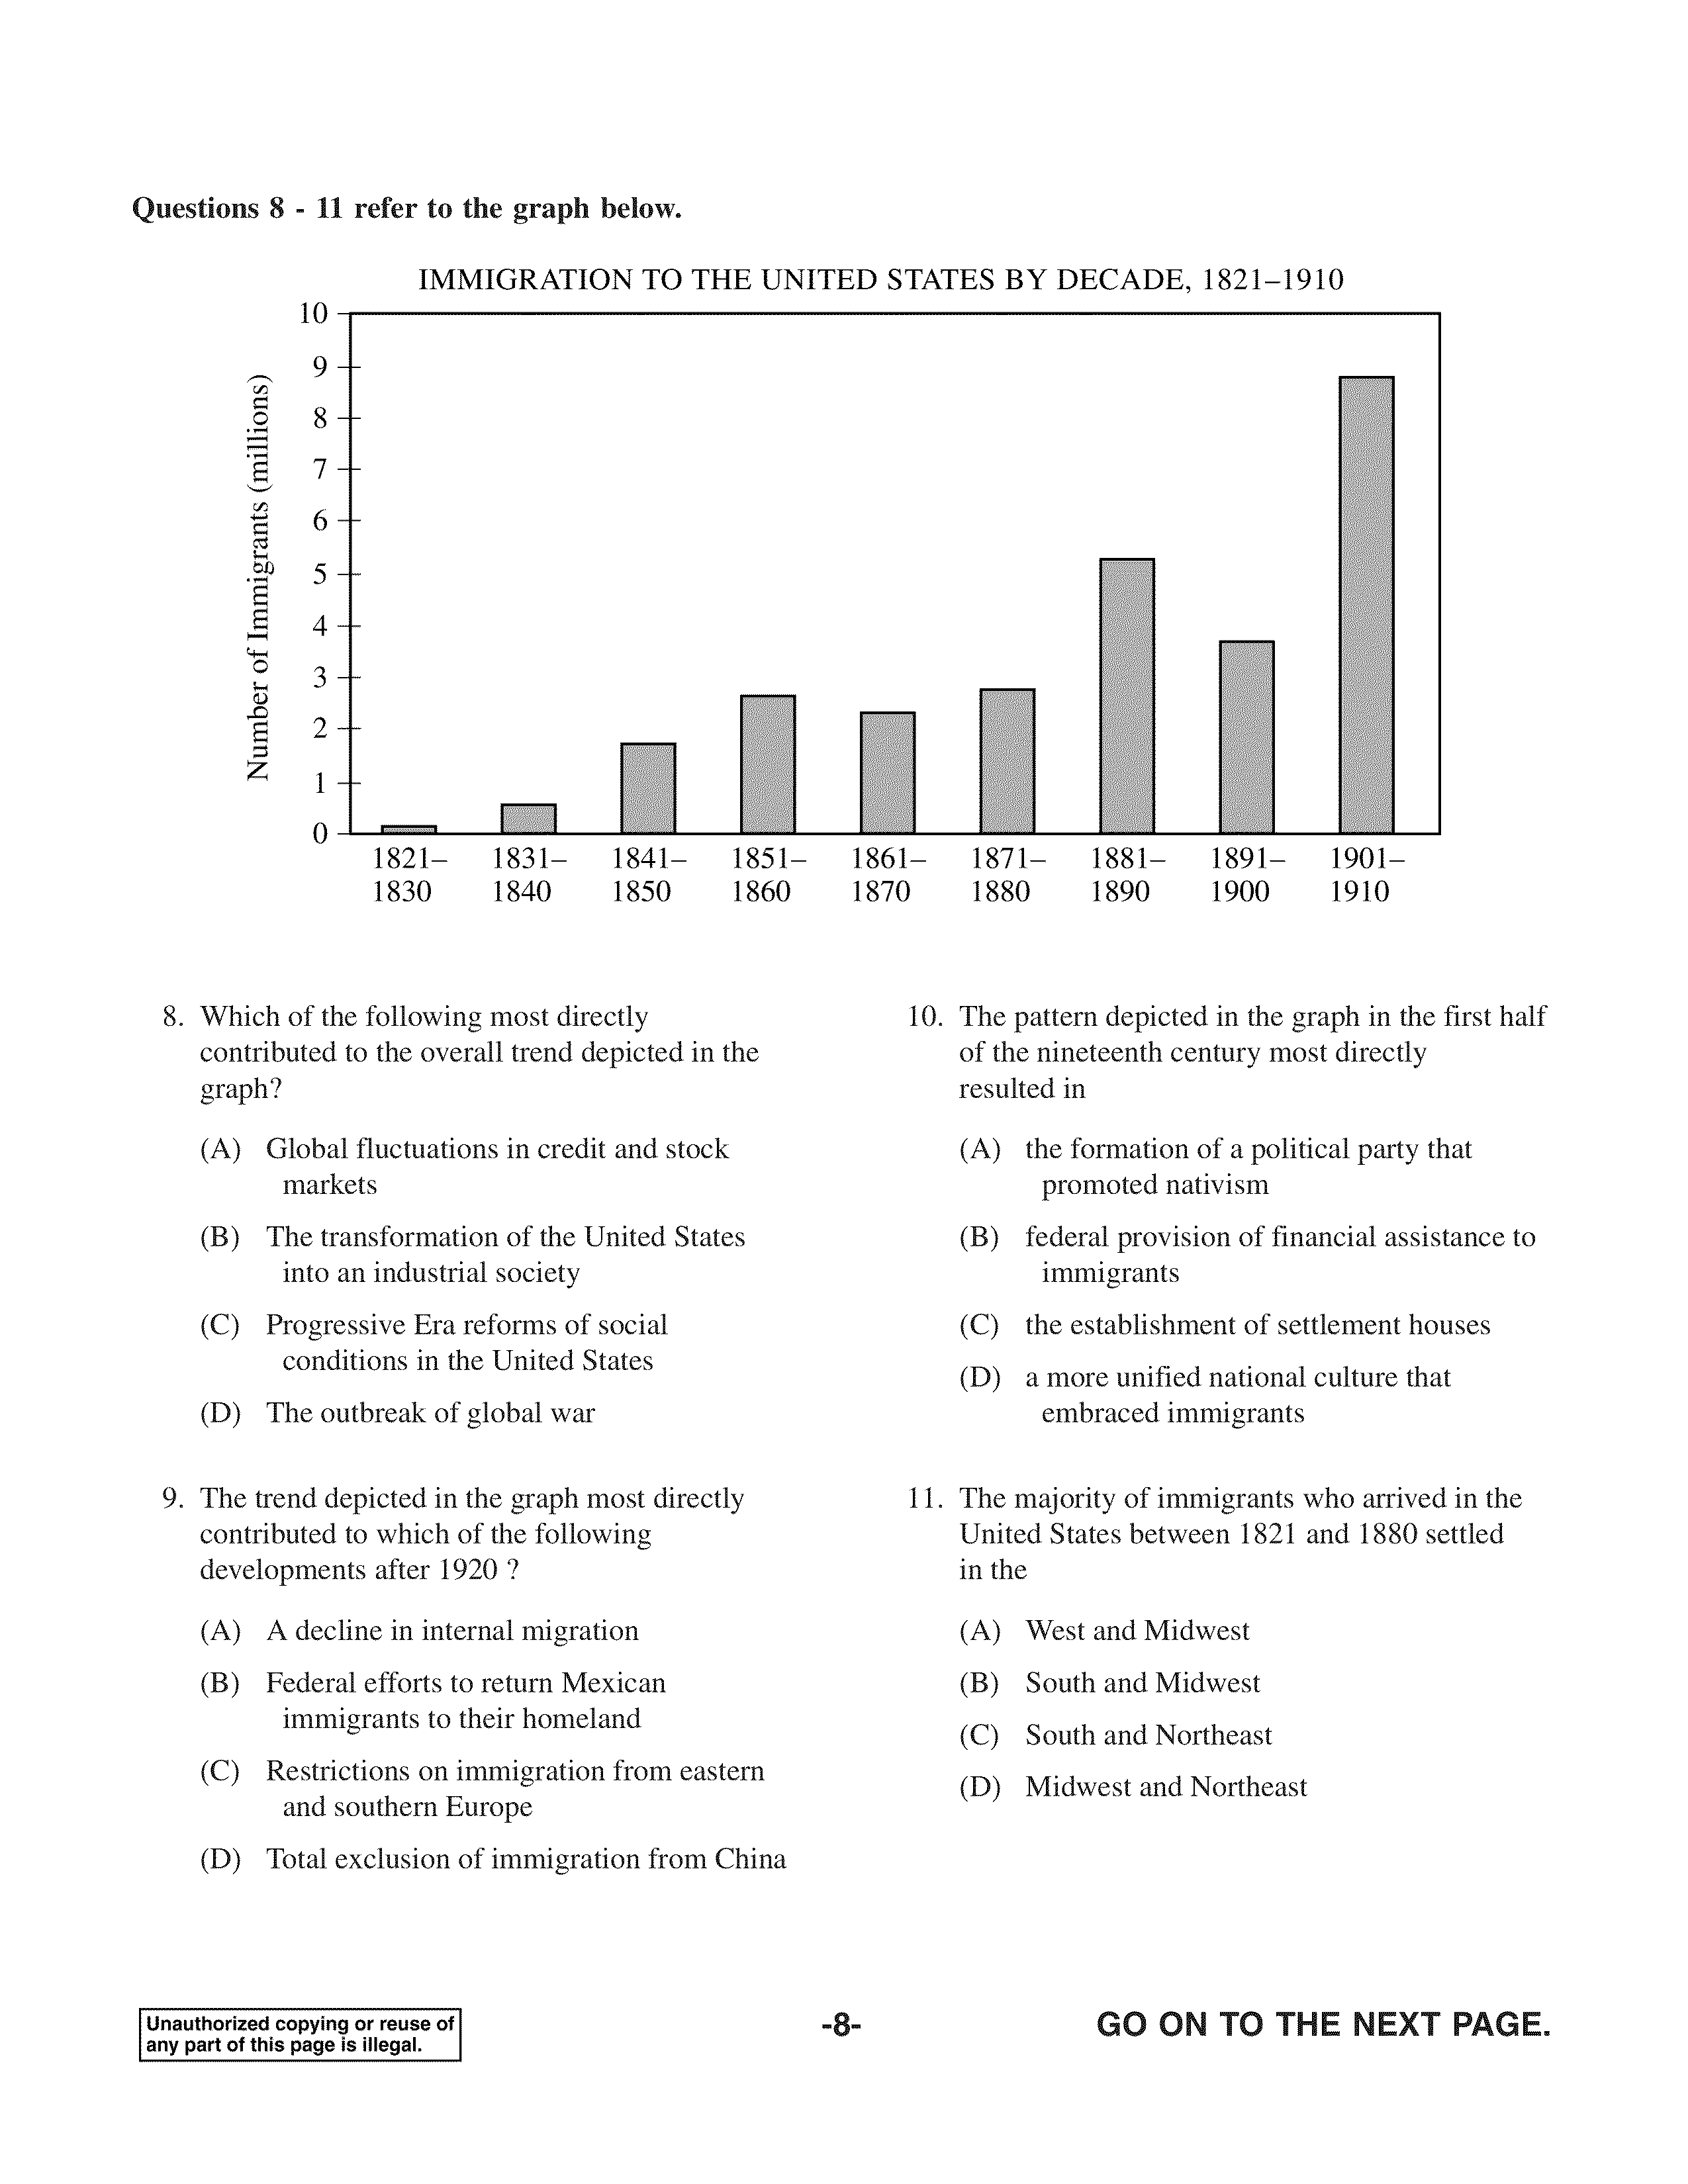 Questions 8 - 11 refer to the graph below.
IMMIGRATION TO THE UNITED STATES BY DECADE, 1821–1910
Number of Immigrants (millions)
10
9
8
7
6
5
4
3
2
1
0
1821– 1831– 1841– 1851– 1861– 1871– 1881– 1891– 1901–
1830 1840 1850 1860 1870 1880 1890 1900 1910
8. Which of the following most directly
contributed to the overall trend depicted in the
graph?
(A) Global fluctuations in credit and stock
markets
(B) The transformation of the United States
into an industrial society
(C) Progressive Era reforms of social
conditions in the United States
(D) The outbreak of global war
9. The trend depicted in the graph most directly
contributed to which of the following
developments after 1920 ?
(A) A decline in internal migration
(B) Federal efforts to return Mexican
immigrants to their homeland
(C) Restrictions on immigration from eastern
and southern Europe
(D) Total exclusion of immigration from China
10. The pattern depicted in the graph in the first half
of the nineteenth century most directly
resulted in
(A) the formation of a political party that
promoted nativism
(B) federal provision of financial assistance to
immigrants
(C) the establishment of settlement houses
(D) a more unified national culture that
embraced immigrants
11. The majority of immigrants who arrived in the
United States between 1821 and 1880 settled
in the
(A) West and Midwest
(B) South and Midwest
(C) South and Northeast
(D) Midwest and Northeast
Unauthorized copying or reuse of
any part of this page is illegal.
-8-
GO ON TO THE NEXT PAGE.